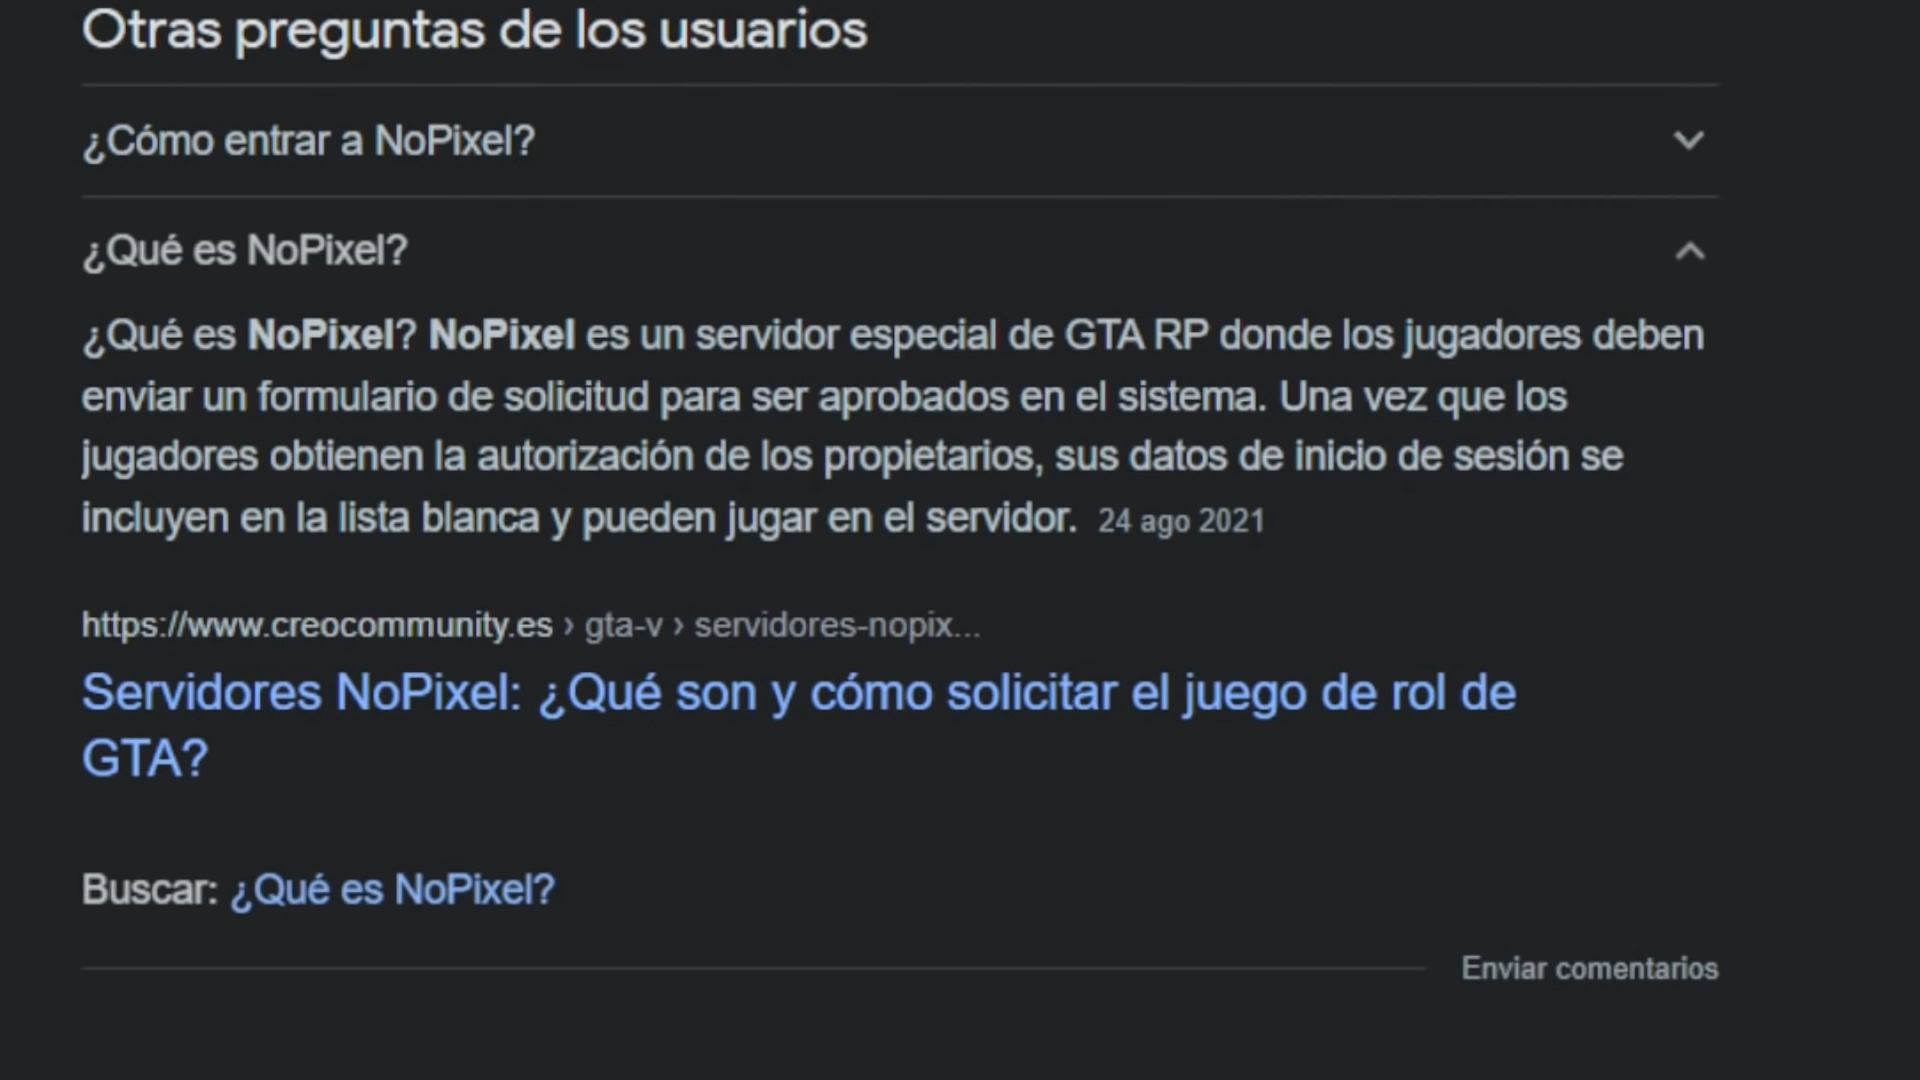 Otras preguntas de los usuarios
¿Cómo entrar a NoPixel?
¿Qué es NoPixel?
¿Qué es NoPixel? NoPixel es un servidor especial de GTA RP donde los jugadores deben
enviar un formulario de solicitud para ser aprobados en el sistema. Una vez que los
jugadores obtienen la autorización de los propietarios, sus datos de inicio de sesión se
incluyen en la lista blanca y pueden jugar en el servidor. 24 ago 2021
https://www.creocommunity.es › gta-v › servidores-nopix...
Servidores NoPixel: ¿Qué son y cómo solicitar el juego de rol de
GTA?
Buscar: ¿Qué es NoPixel?
Enviar comentarios